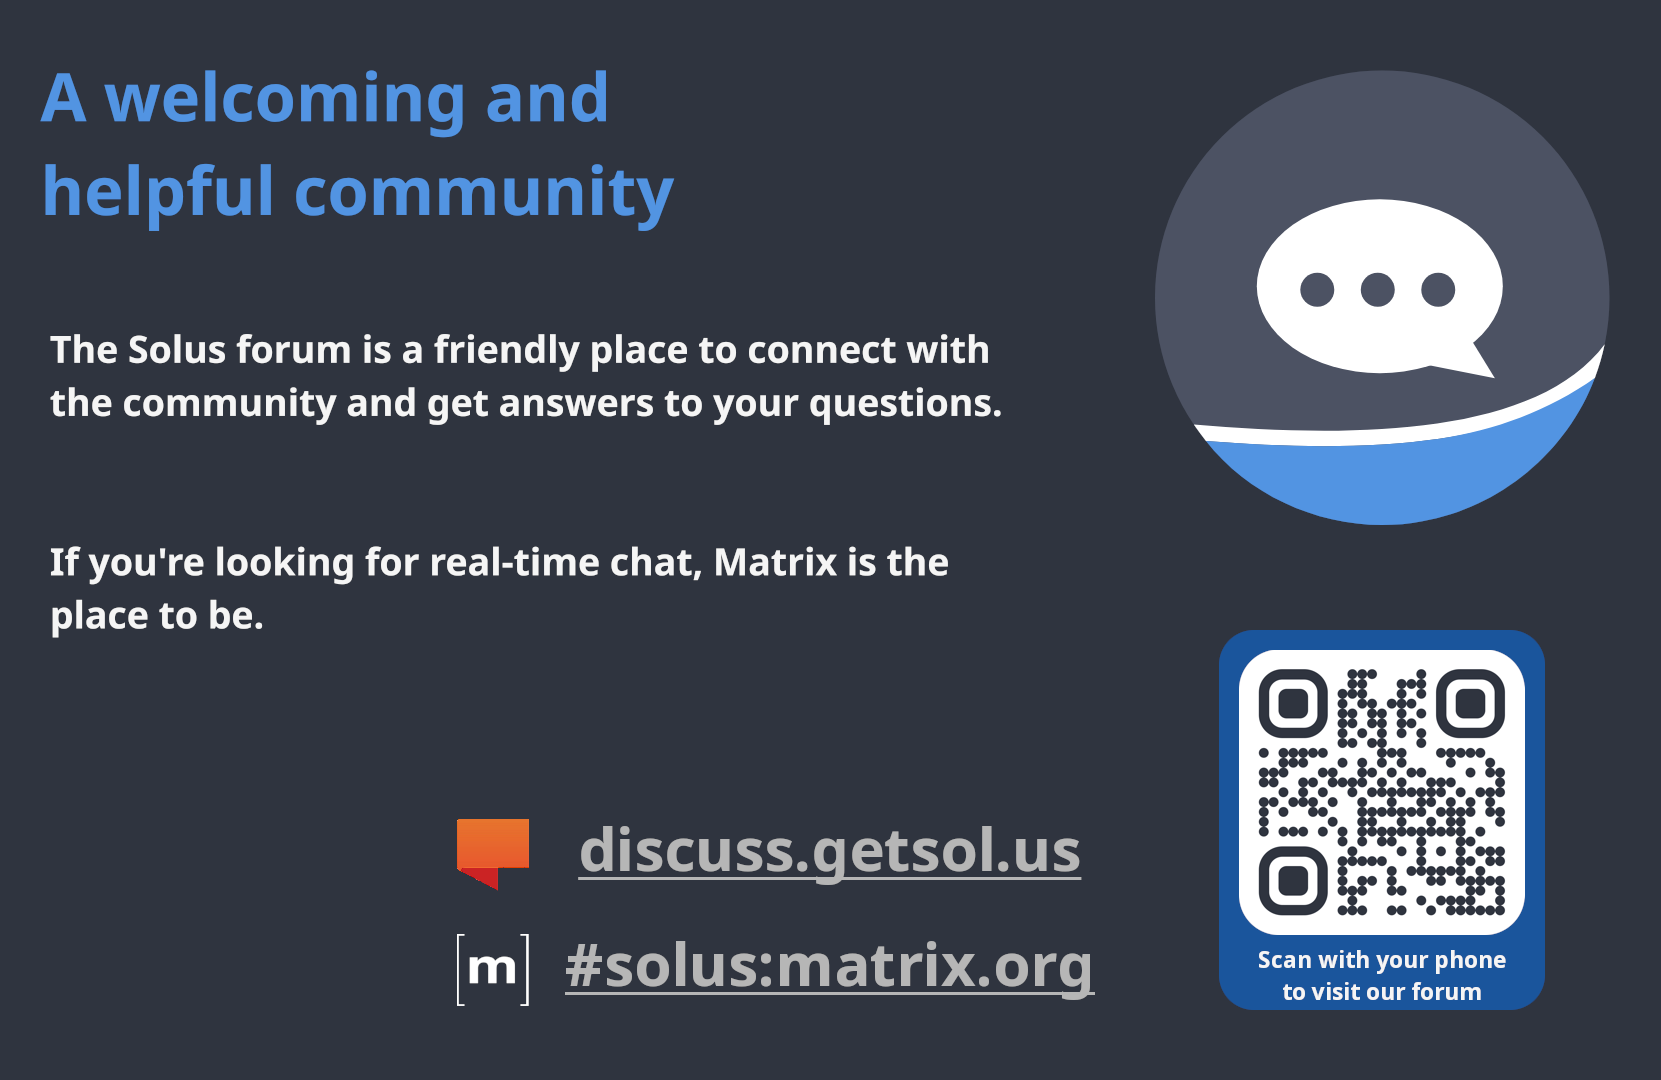 A welcoming and
helpful community
The Solus forum is a friendly place to connect with
the community and get answers to your questions.
If you're looking for real-time chat, Matrix is the
place to be.
discuss.getsol.us
[m] #solus:matrix.org
Scan with your phone
to visit our forum